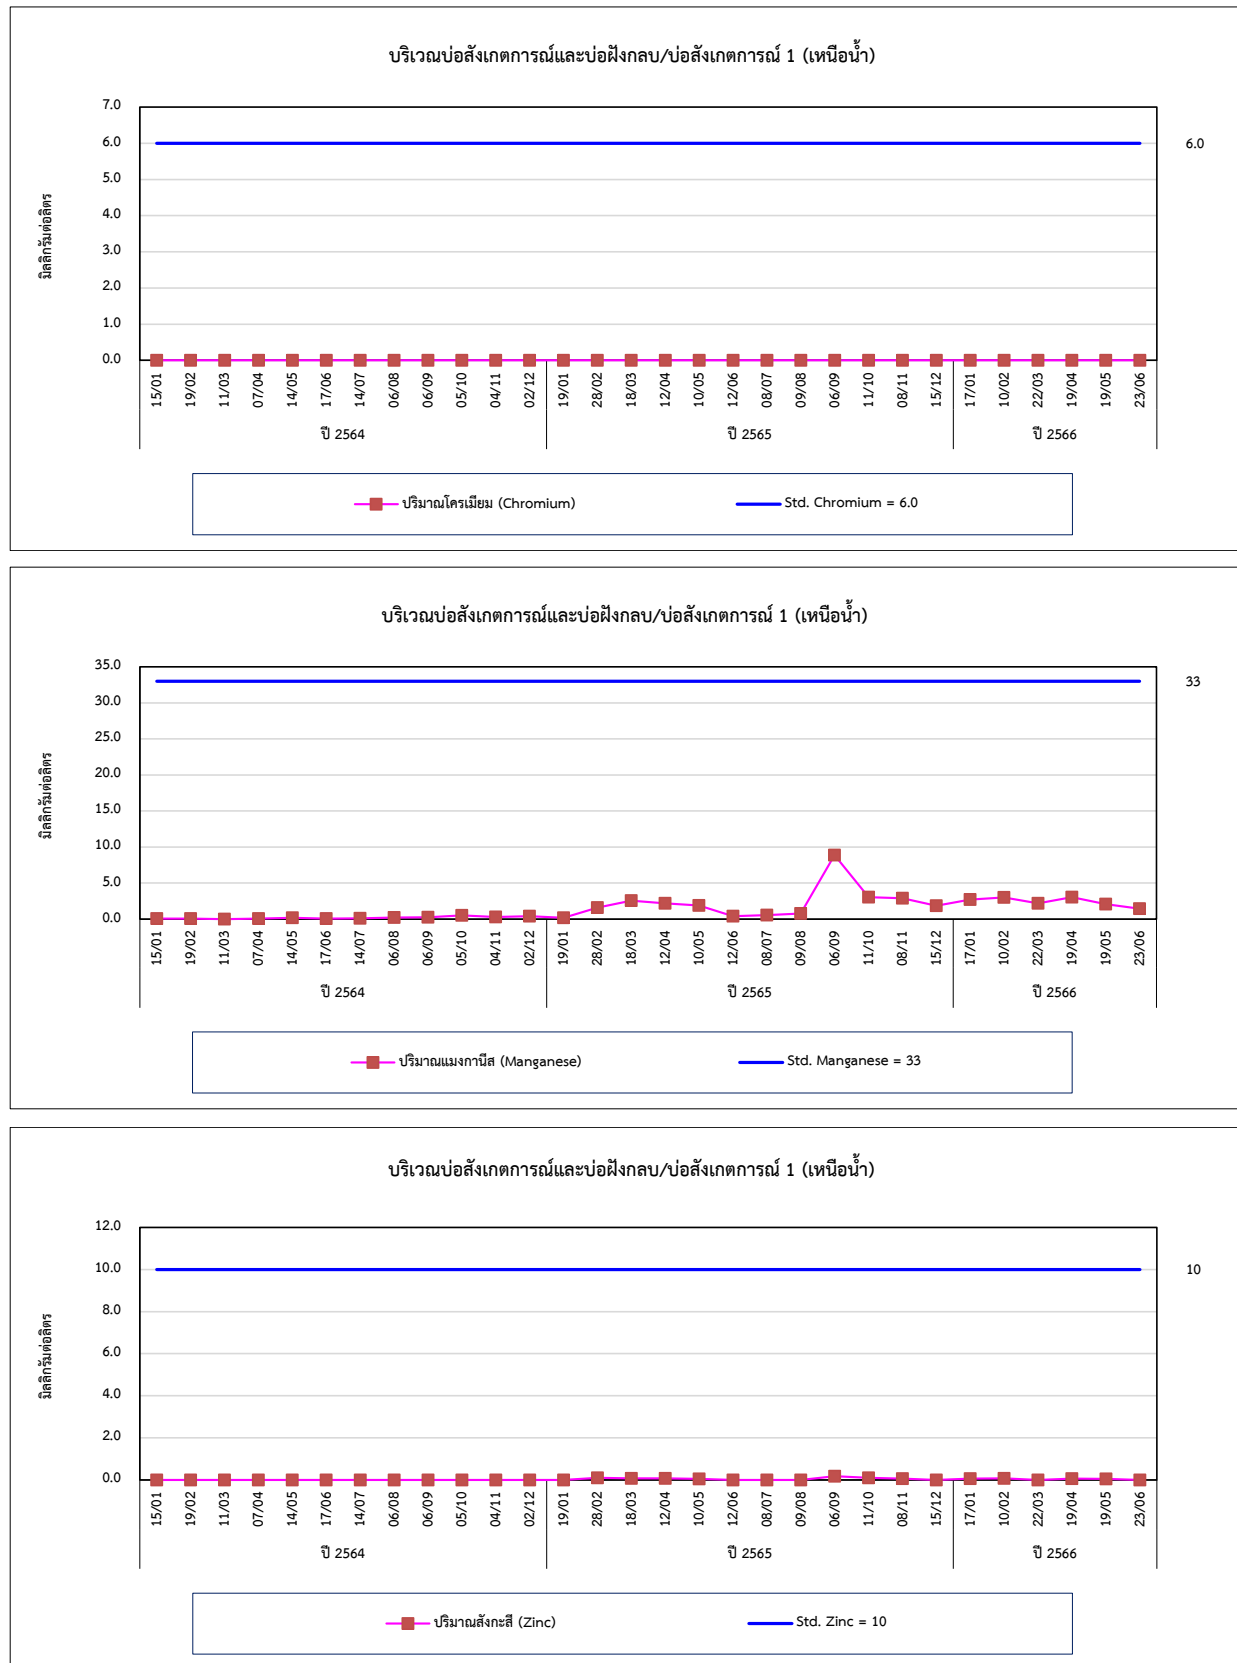 บริเวณบ่อสังเกตการณ์และบ่อฝังกลบ/บ่อสังเกตการณ์ 1 (เหนือน้ำ)
มิลลิกรัมต่อลิตร
7.0
6.0
5.0
4.0
3.0
2.0
1.0
0.0
6.0
15/01 19/02 11/03 07/04 14/05 17/06 14/07 06/08 06/09 05/10 04/11 02/12 19/01 28/02 18/03 12/04 10/05 12/06 08/07 09/08 06/09 11/10 08/11 15/12 17/01 10/02 22/03 19/04 19/05 23/06
ปี 2564 ปี 2565 ปี 2566
ปริมาณโครเมียม (Chromium) Std. Chromium = 6.0
บริเวณบ่อสังเกตการณ์และบ่อฝังกลบ/บ่อสังเกตการณ์ 1 (เหนือน้ำ)
มิลลิกรัมต่อลิตร
35.0
30.0
25.0
20.0
15.0
10.0
5.0
0.0
33
15/01 19/02 11/03 07/04 14/05 17/06 14/07 06/08 06/09 05/10 04/11 02/12 19/01 28/02 18/03 12/04 10/05 12/06 08/07 09/08 06/09 11/10 08/11 15/12 17/01 10/02 22/03 19/04 19/05 23/06
ปี 2564 ปี 2565 ปี 2566
ปริมาณแมงกานีส (Manganese) Std. Manganese = 33
บริเวณบ่อสังเกตการณ์และบ่อฝังกลบ/บ่อสังเกตการณ์ 1 (เหนือน้ำ)
มิลลิกรัมต่อลิตร
12.0
10.0
8.0
6.0
4.0
2.0
0.0
10
15/01 19/02 11/03 07/04 14/05 17/06 14/07 06/08 06/09 05/10 04/11 02/12 19/01 28/02 18/03 12/04 10/05 12/06 08/07 09/08 06/09 11/10 08/11 15/12 17/01 10/02 22/03 19/04 19/05 23/06
ปี 2564 ปี 2565 ปี 2566
ปริมาณสังกะสี (Zinc) Std. Zinc = 10